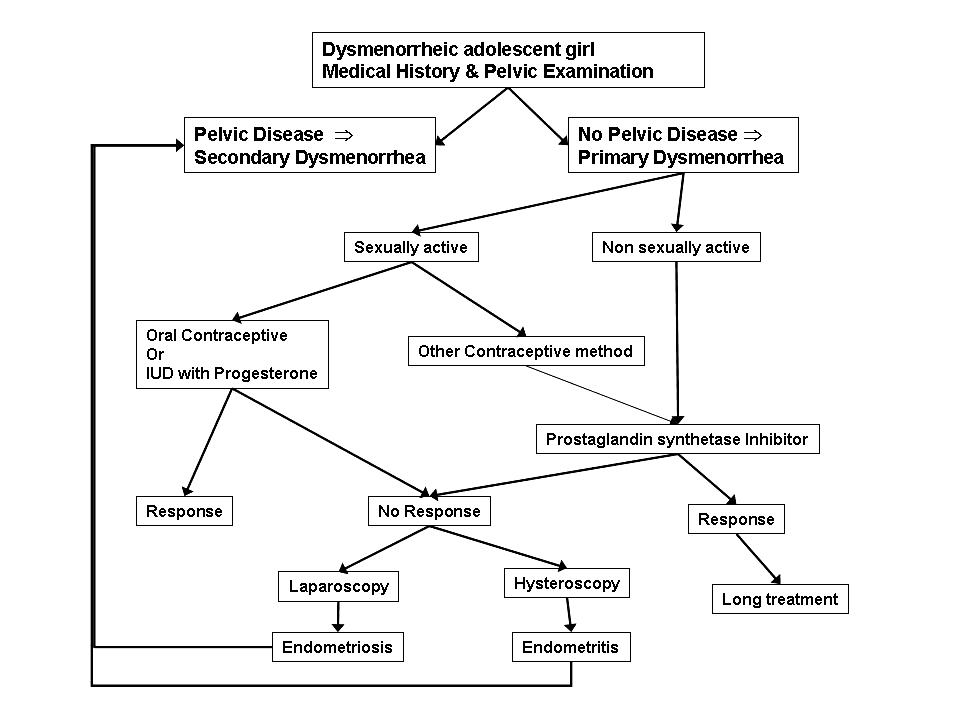 Dysmenorrheic adolescent girl
Medical History & Pelvic Examination
Pelvic Disease ⇒
Secondary Dysmenorrhea
No Pelvic Disease ⇒
Primary Dysmenorrhea
Sexually active
Non sexually active
Oral Contraceptive
Or
IUD with Progesterone
Other Contraceptive method
Prostaglandin synthetase Inhibitor
Response
No Response
Response
Laparoscopy
Hysteroscopy
Long treatment
Endometriosis
Endometritis